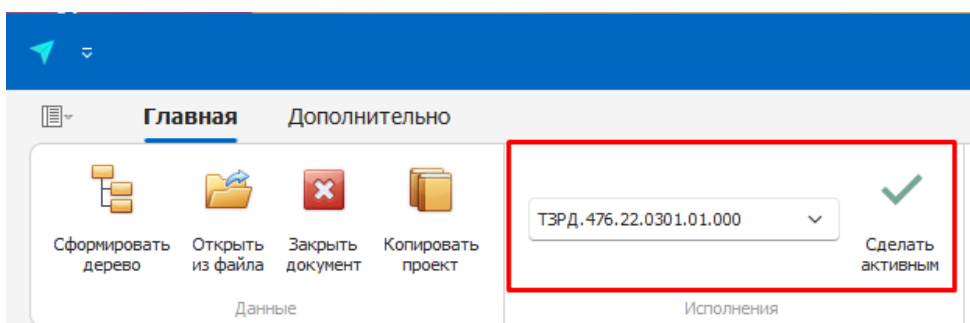 Главная Дополнительно
Сформировать дерево
Открыть из файла
Закрыть документ
Копировать проект
Данные
ТЗРД.476.22.0301.01.000
Сделать активным
Исполнения